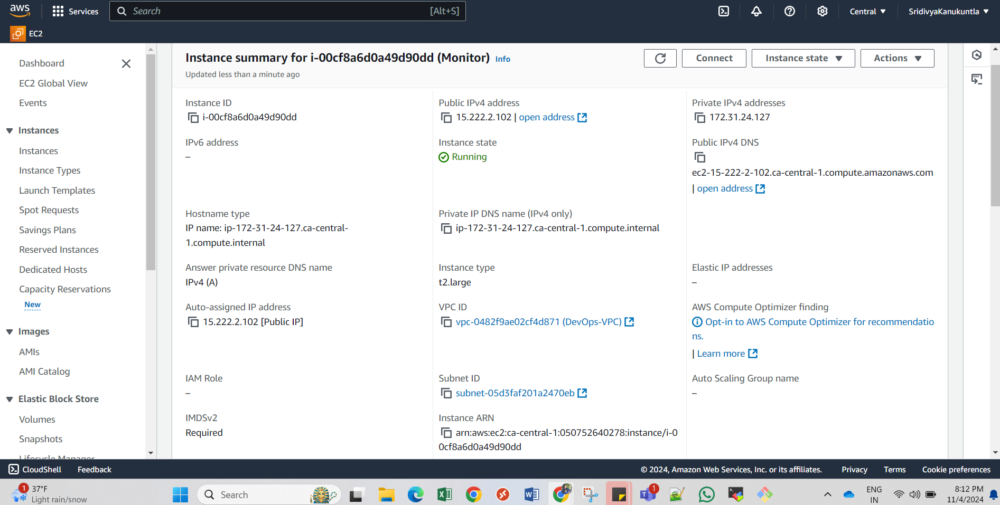 aws
Services
Search
[Alt+S]
Central
SridivyaKanukuntla
EC2
Dashboard
EC2 Global View
Events
Instances
Instances
Instance Types
Launch Templates
Spot Requests
Savings Plans
Reserved Instances
Dedicated Hosts
Capacity Reservations
New
Images
AMIs
AMI Catalog
Elastic Block Store
Volumes
Snapshots
Lifecycle Manager
Instance summary for i-00cf8a6d0a49d90dd (Monitor) Info
Updated less than a minute ago
Connect
Instance state
Actions
Instance ID
i-00cf8a6d0a49d90dd
Public IPv4 address
15.222.2.102 | open address
Private IPv4 addresses
172.31.24.127
IPv6 address
–
Instance state
Running
Public IPv4 DNS
ec2-15-222-2-102.ca-central-1.compute.amazonaws.com
| open address
Hostname type
IP name: ip-172-31-24-127.ca-central-
1.compute.internal
Private IP DNS name (IPv4 only)
ip-172-31-24-127.ca-central-1.compute.internal
Answer private resource DNS name
IPv4 (A)
Instance type
t2.large
Elastic IP addresses
–
Auto-assigned IP address
15.222.2.102 [Public IP]
VPC ID
vpc-0482f9ae02cf4d871 (DevOps-VPC)
AWS Compute Optimizer finding
Opt-in to AWS Compute Optimizer for recommendatio
ns.
| Learn more
IAM Role
–
Subnet ID
subnet-05d3faf201a2470eb
Auto Scaling Group name
–
IMDSv2
Required
Instance ARN
arn:aws:ec2:ca-central-1:050752640278:instance/i-0
0cf8a6d0a49d90dd
CloudShell
Feedback
© 2024, Amazon Web Services, Inc. or its affiliates.
Privacy
Terms
Cookie preferences
1
37°F
Light rain/snow
Search
1
ENG
IN
8:12 PM
11/4/2024